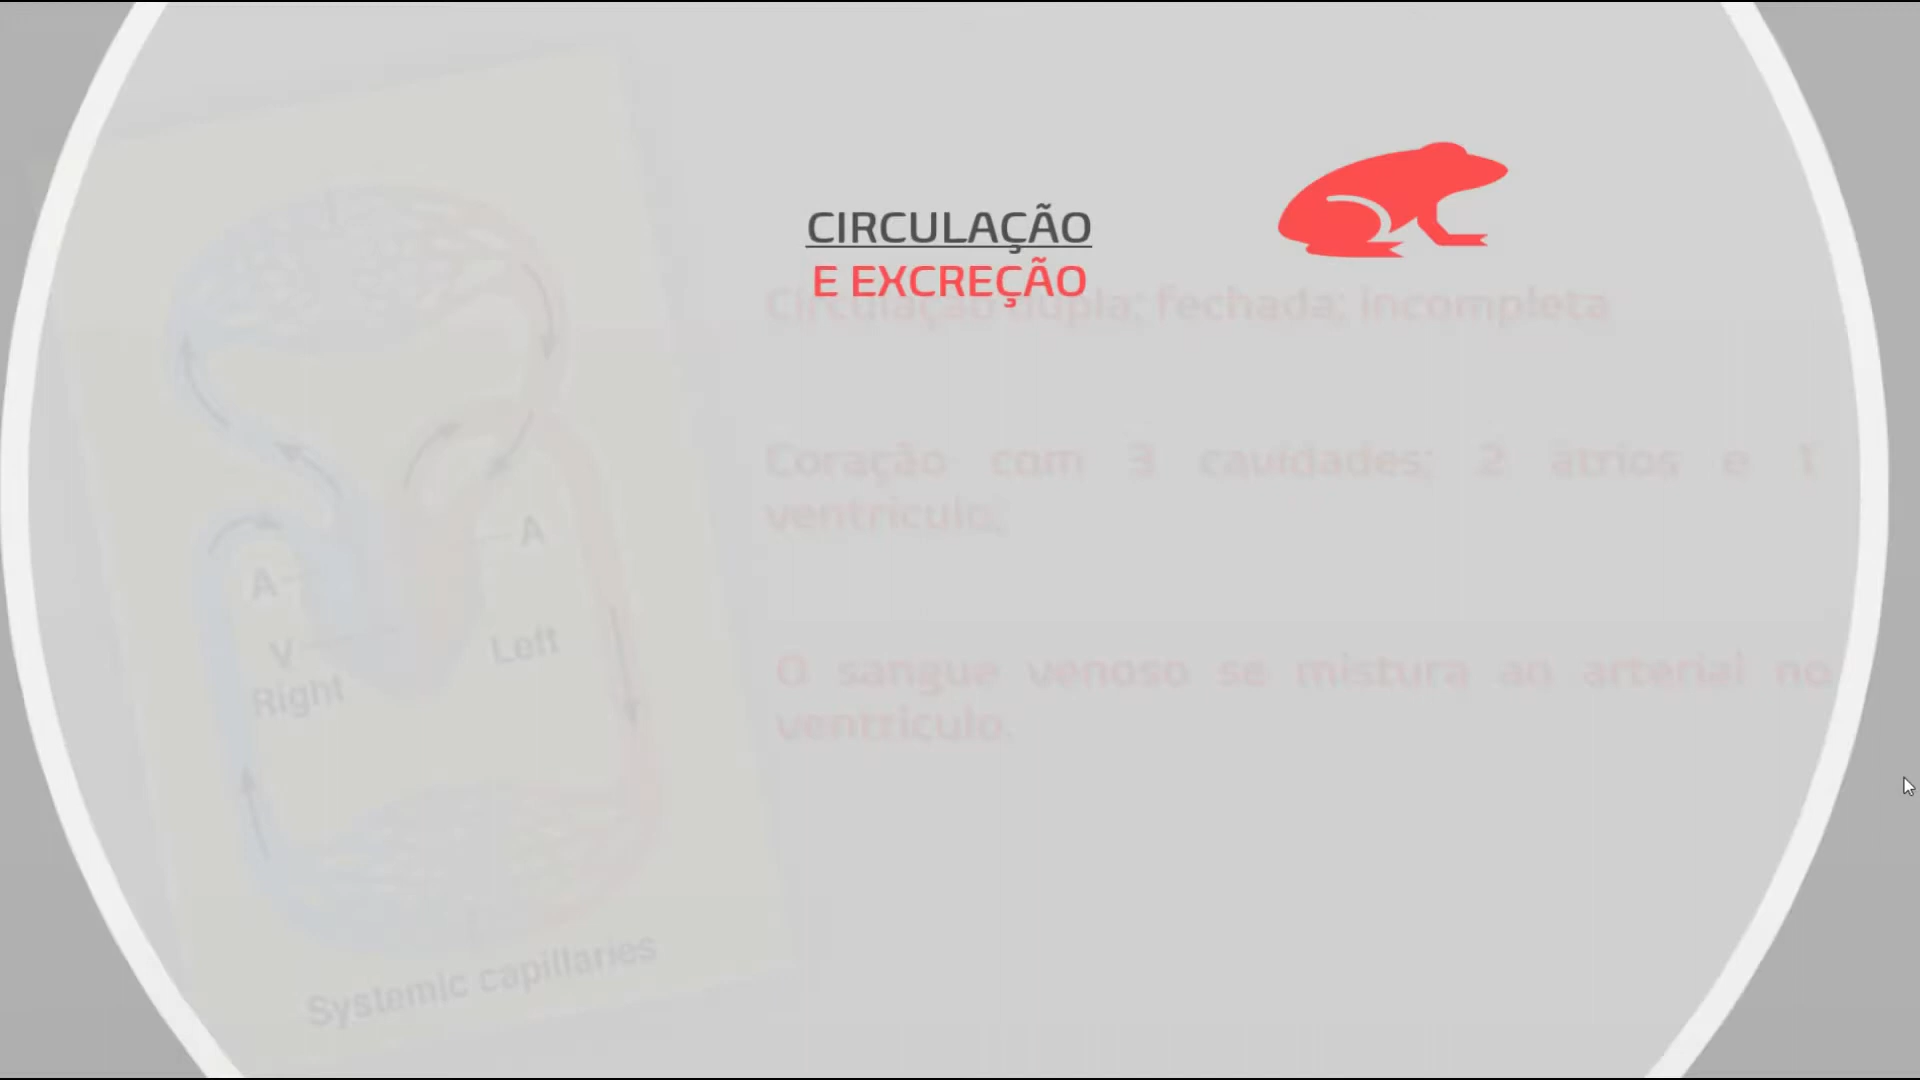 CIRCULAÇÃO
E EXCREÇÃO
Circulação dupla; fechada; incompleta
Coração com 3 cavidades; 2 átrios e 1
ventrículo;
O sangue venoso se mistura ao arterial no
ventrículo.
A
A
V
Left
Right
Systemic capillaries